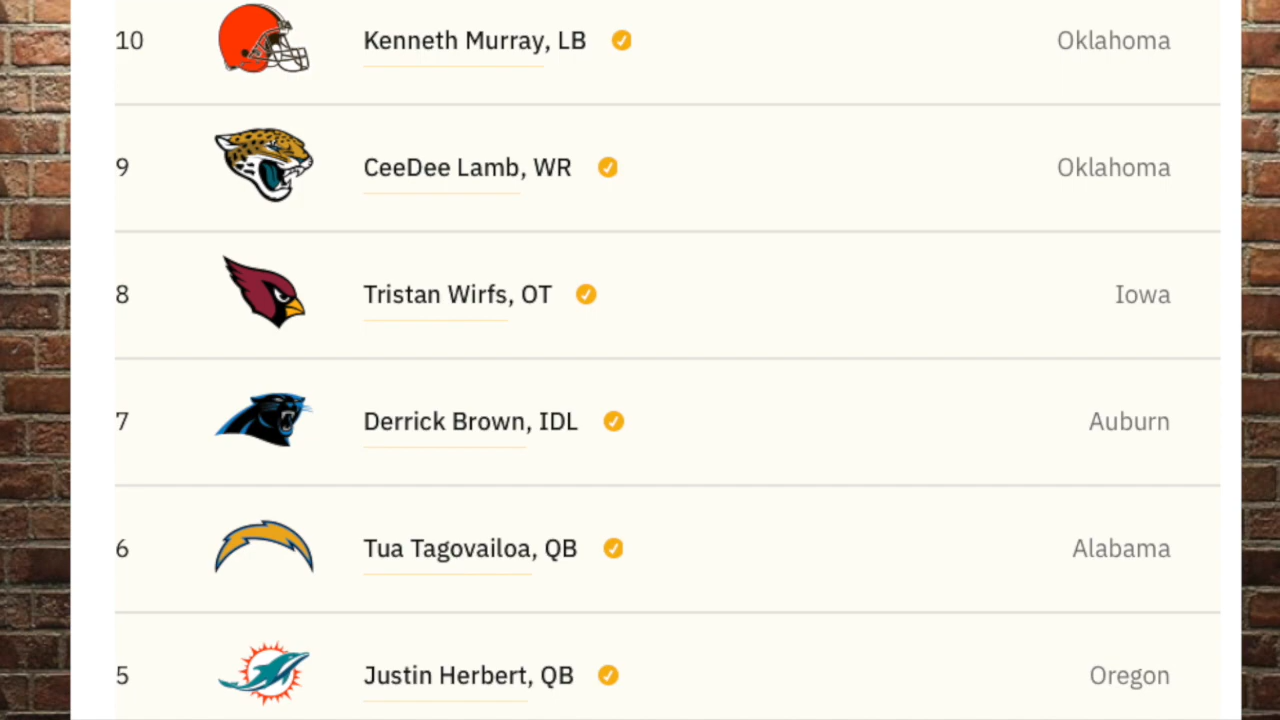 10 Kenneth Murray, LB Oklahoma
9 CeeDee Lamb, WR Oklahoma
8 Tristan Wirfs, OT Iowa
7 Derrick Brown, IDL Auburn
6 Tua Tagovailoa, QB Alabama
5 Justin Herbert, QB Oregon